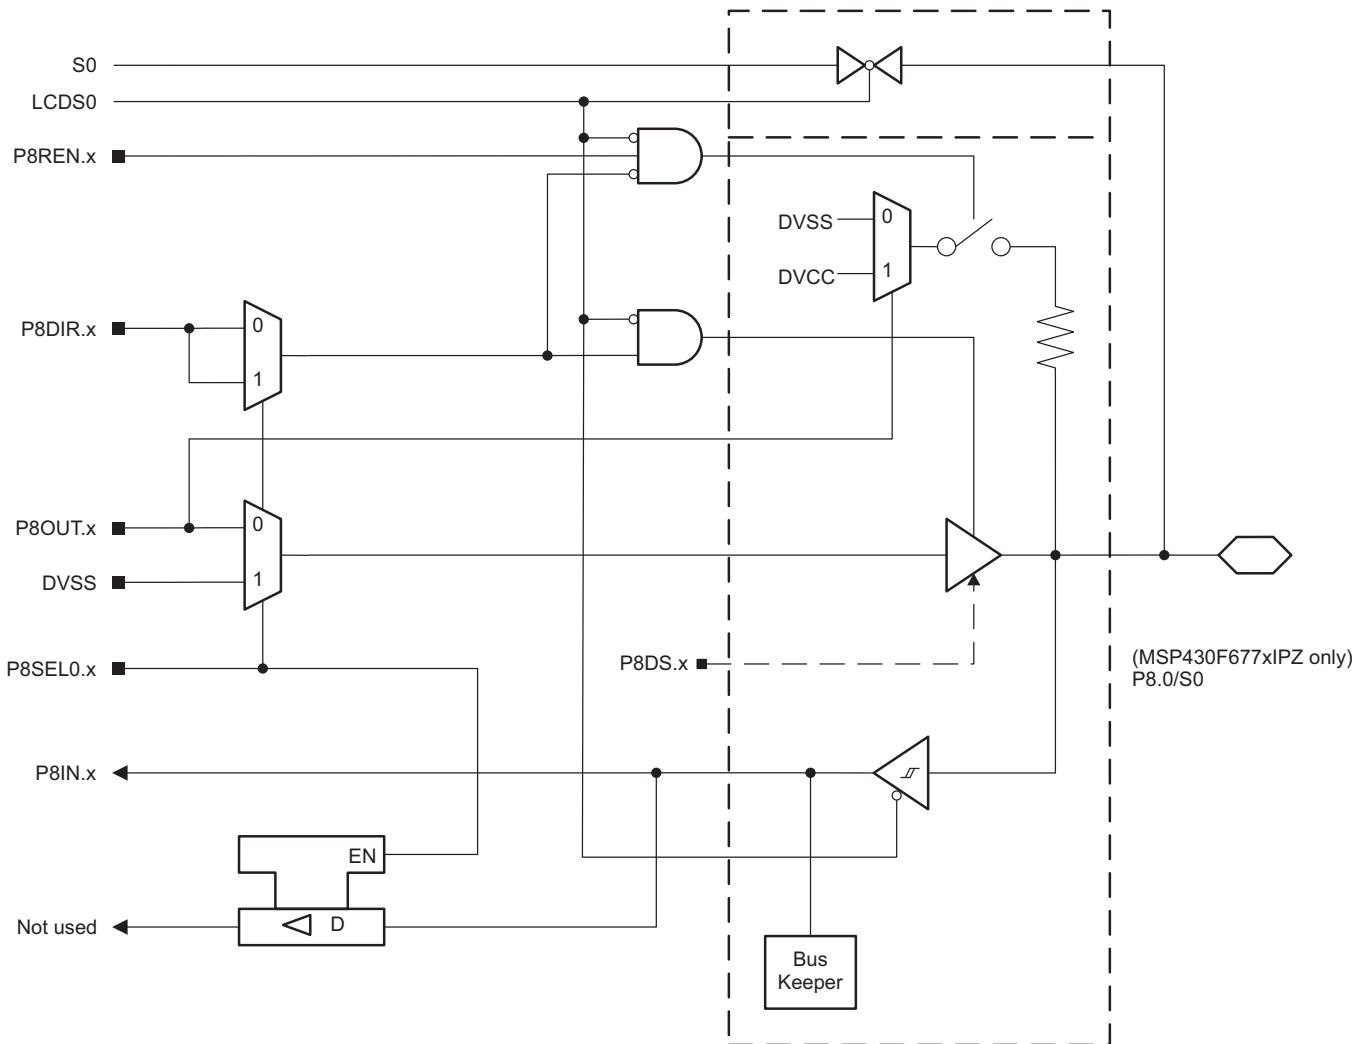 S0
LCDS0
P8REN.x
DVSS
0
DVCC
1
P8DIR.x
0
1
P8OUT.x
0
DVSS
1
P8SEL0.x
P8DS.x
(MSP430F677xIPZ only)
P8.0/S0
P8IN.x
EN
Not used
D
Bus
Keeper